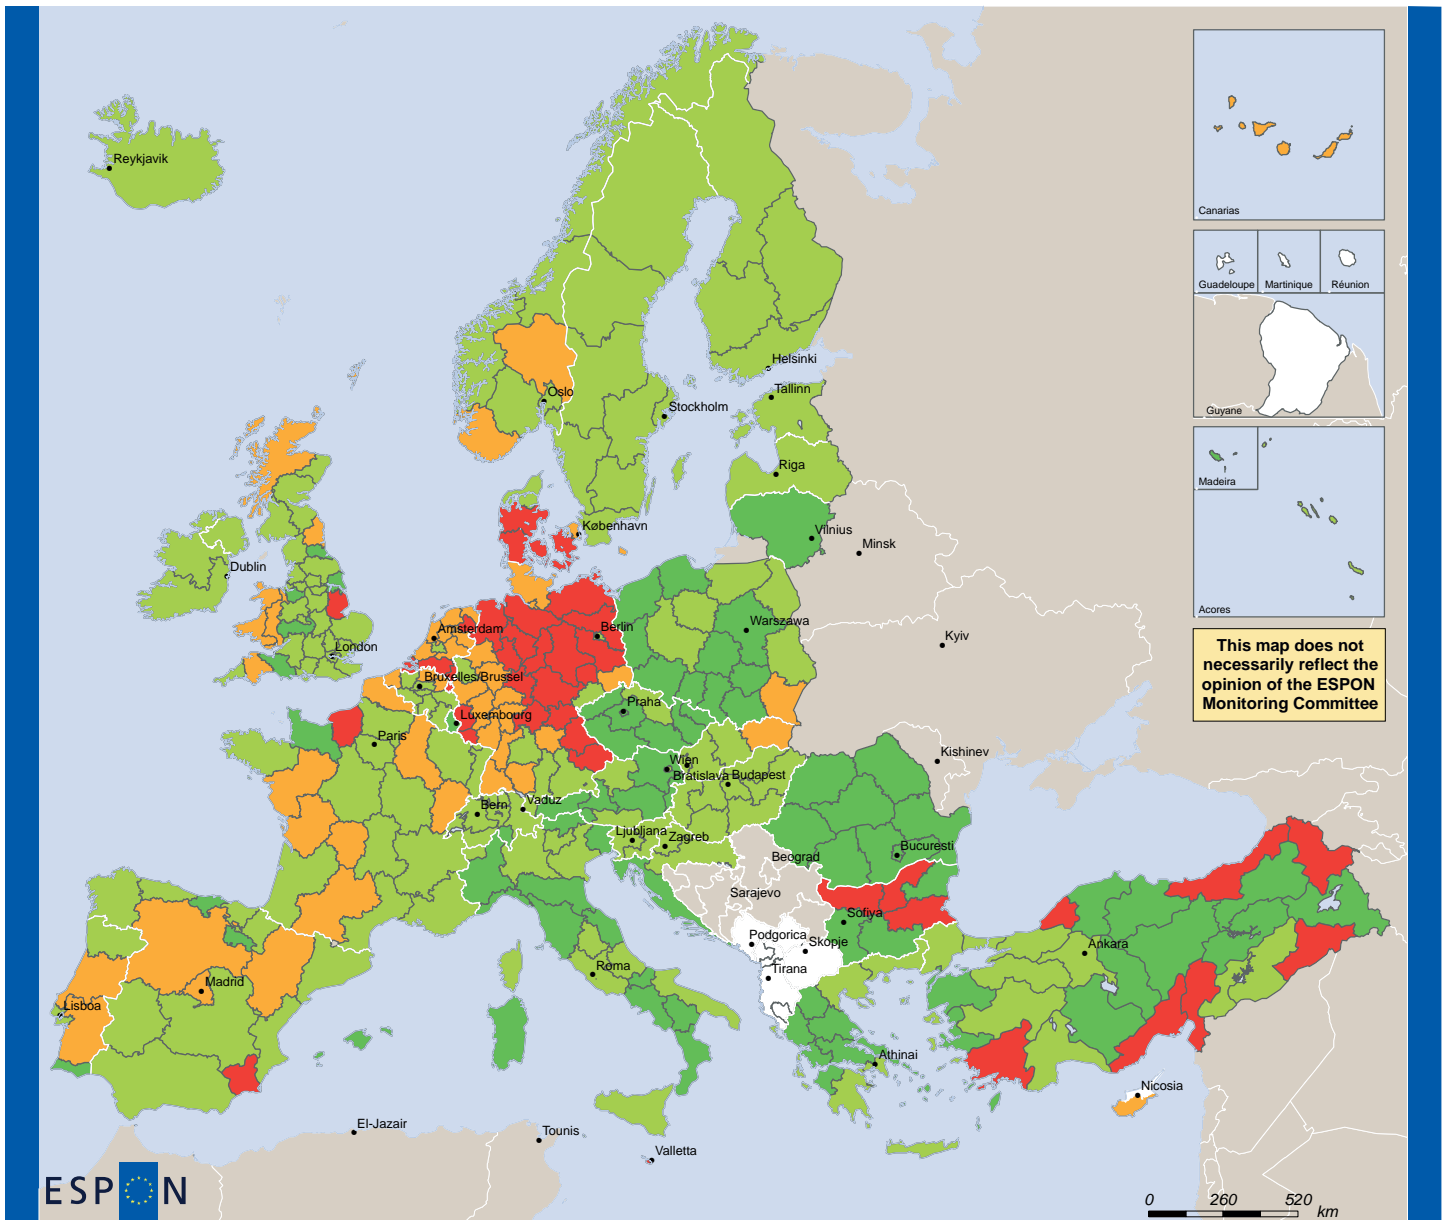 Reykjavik
Canarias
Guadeloupe
Martinique
Réunion
Guyane
Madeira
Acores
This map does not
necessarily reflect the
opinion of the ESPON
Monitoring Committee
Helsinki
Oslo
Tallinn
Stockholm
Riga
København
Vilnius
Minsk
Dublin
Amsterdam
Berlin
Warszawa
Kyiv
London
Bruxelles/Brussel
Praha
Luxembourg
Paris
Kishinev
Wien
Bratislava
Budapest
Bern
Vaduz
Ljubljana
Zagreb
Bucuresti
Beograd
Sarajevo
Sofiya
Podgorica
Skopje
Ankara
Roma
Tirana
Madrid
Lisboa
Athinai
Nicosia
El-Jazair
Tounis
Valletta
ESPON
0 260 520
km